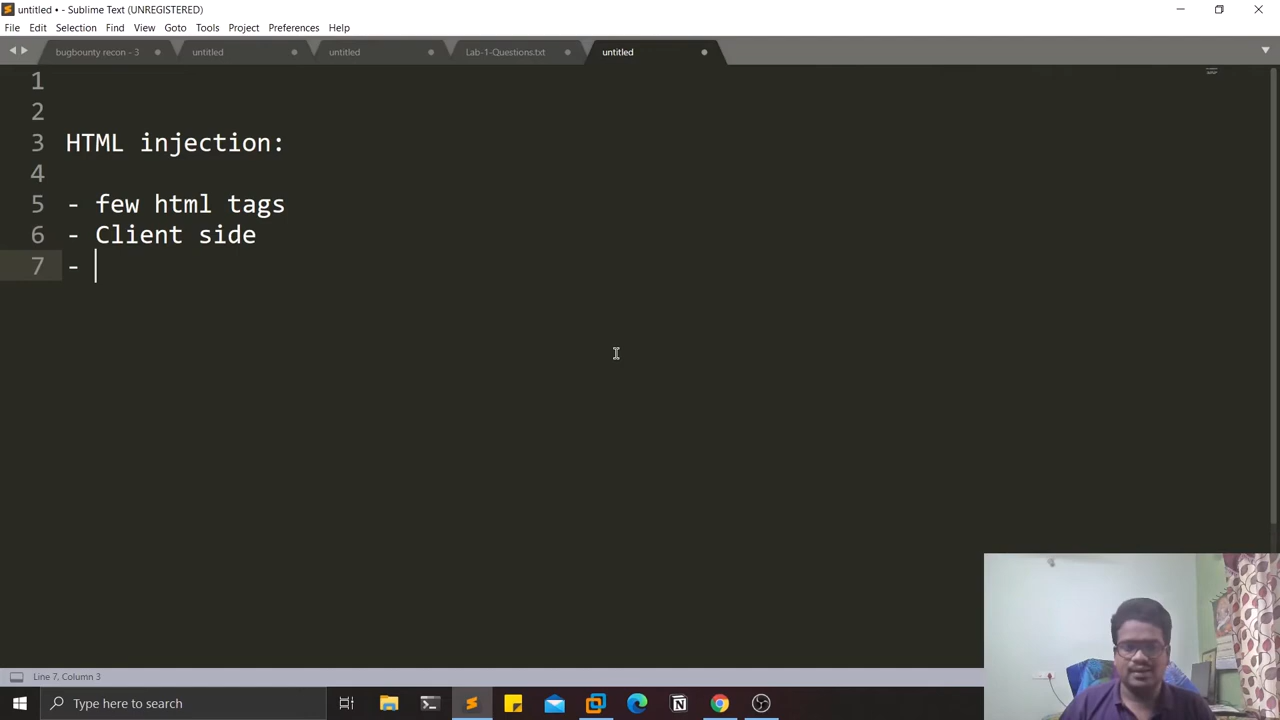 untitled • - Sublime Text (UNREGISTERED)
File Edit Selection Find View Goto Tools Project Preferences Help
bugbounty recon - 3 untitled untitled Lab-1-Questions.txt untitled
1
2
3 HTML injection:
4
5 - few html tags
6 - Client side
7 -
Line 7, Column 3
Type here to search